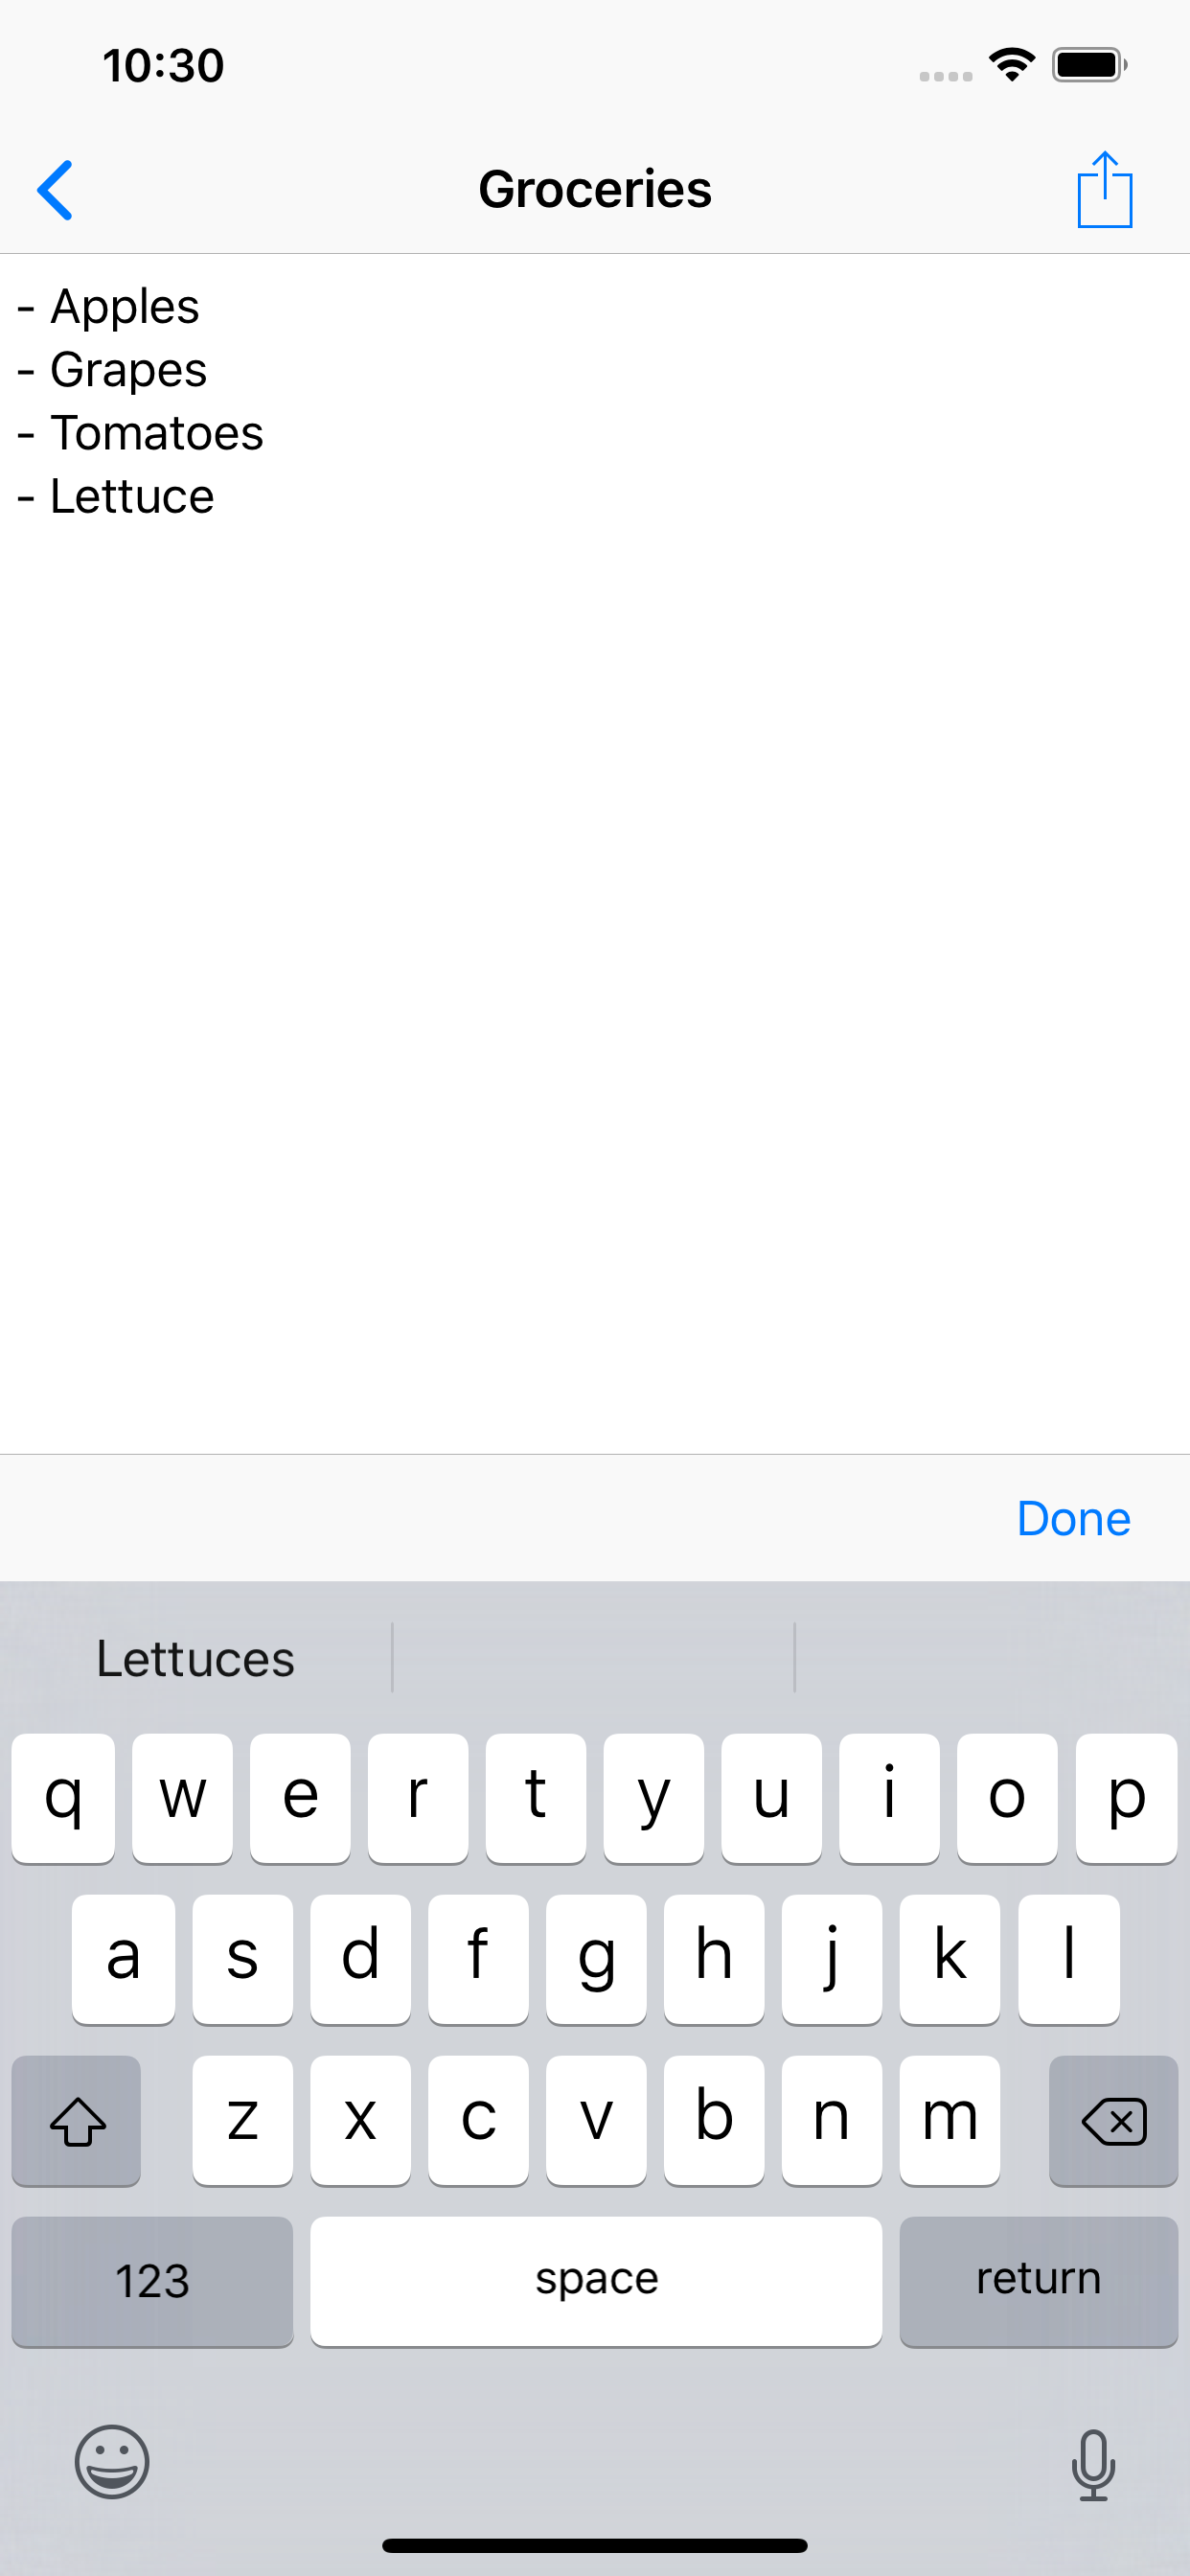 10:30
Groceries
- Apples
- Grapes
- Tomatoes
- Lettuce
Done
Lettuces
q w e r t y u i o p
a s d f g h j k l
z x c v b n m
123 space return